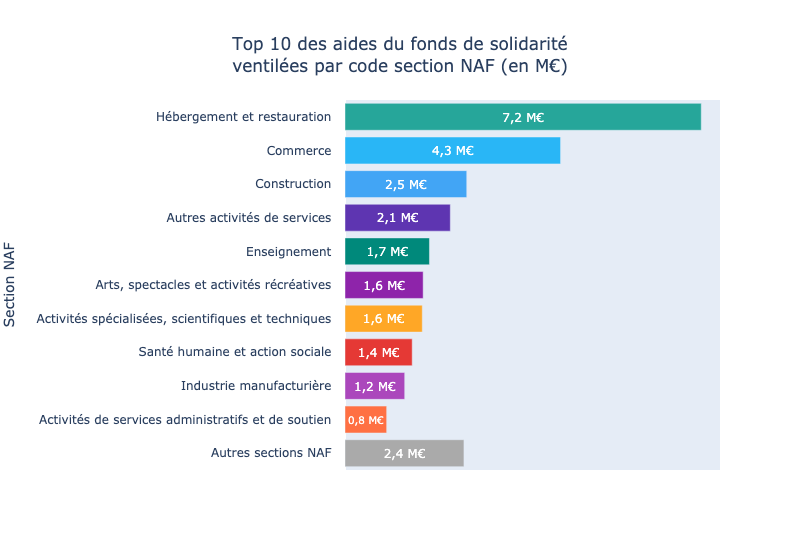 Top 10 des aides du fonds de solidarité
ventilées par code section NAF (en M€)
Section NAF
Hébergement et restauration 7,2 M€
Commerce 4,3 M€
Construction 2,5 M€
Autres activités de services 2,1 M€
Enseignement 1,7 M€
Arts, spectacles et activités récréatives 1,6 M€
Activités spécialisées, scientifiques et techniques 1,6 M€
Santé humaine et action sociale 1,4 M€
Industrie manufacturière 1,2 M€
Activités de services administratifs et de soutien 0,8 M€
Autres sections NAF 2,4 M€